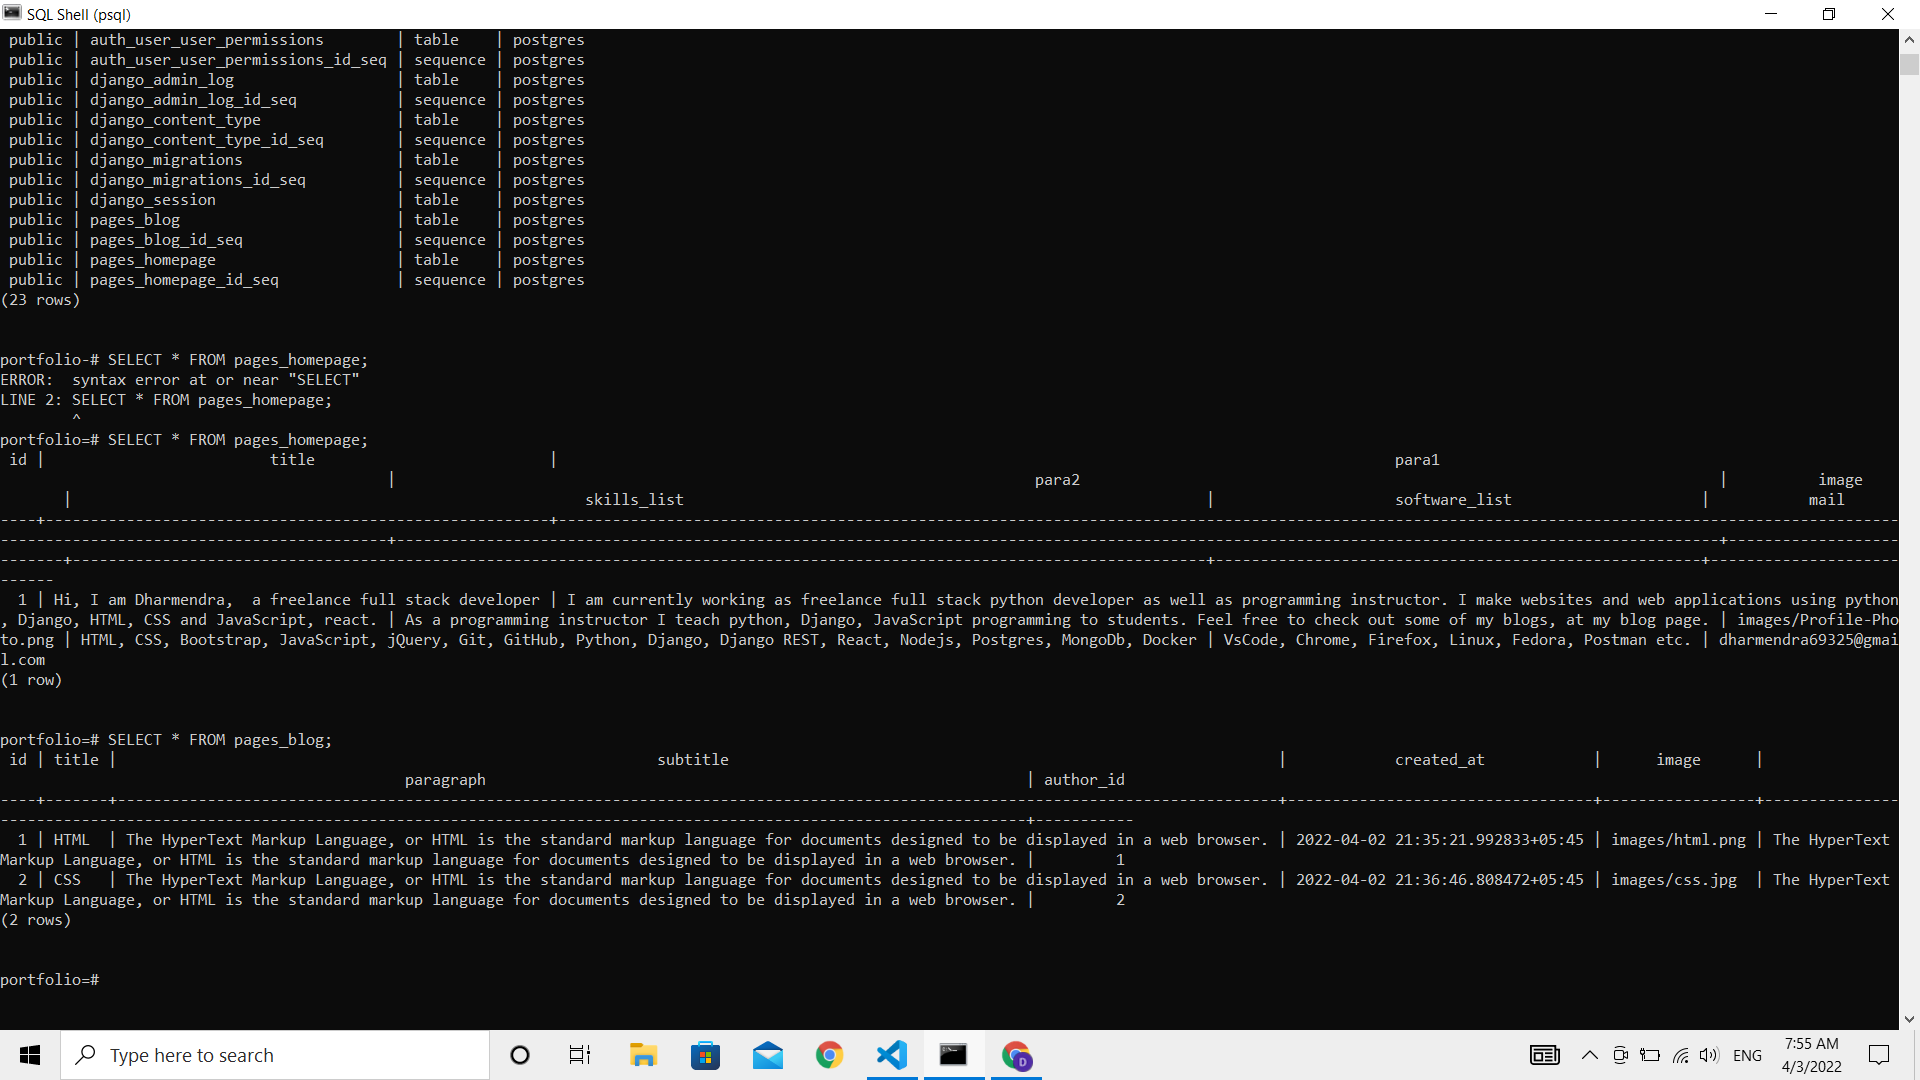 SQL Shell (psql)
public | auth_user_user_permissions | table | postgres
public | auth_user_user_permissions_id_seq | sequence | postgres
public | django_admin_log | table | postgres
public | django_admin_log_id_seq | sequence | postgres
public | django_content_type | table | postgres
public | django_content_type_id_seq | sequence | postgres
public | django_migrations | table | postgres
public | django_migrations_id_seq | sequence | postgres
public | django_session | table | postgres
public | pages_blog | table | postgres
public | pages_blog_id_seq | sequence | postgres
public | pages_homepage | table | postgres
public | pages_homepage_id_seq | sequence | postgres
(23 rows)
portfolio-# SELECT * FROM pages_homepage;
ERROR:  syntax error at or near "SELECT"
LINE 2: SELECT * FROM pages_homepage;
^
portfolio=# SELECT * FROM pages_homepage;
id | title | para1
| para2 | image
| skills_list | software_list | mail
----+--------------------------------------------------------+------
------+------+------
------+------+------+------
------
1 | Hi, I am Dharmendra,  a freelance full stack developer | I am currently working as freelance full stack python developer as well as programming instructor. I make websites and web applications using python
, Django, HTML, CSS and JavaScript, react. | As a programming instructor I teach python, Django, JavaScript programming to students. Feel free to check out some of my blogs, at my blog page. | images/Profile-Pho
to.png | HTML, CSS, Bootstrap, JavaScript, jQuery, Git, GitHub, Python, Django, Django REST, React, Nodejs, Postgres, MongoDb, Docker | VsCode, Chrome, Firefox, Linux, Fedora, Postman etc. | dharmendra69325@gmai
l.com
(1 row)
portfolio=# SELECT * FROM pages_blog;
id | title | subtitle | created_at | image |
paragraph | author_id
----+-------+------+------+------+------
------+-----------
1 | HTML | The HyperText Markup Language, or HTML is the standard markup language for documents designed to be displayed in a web browser. | 2022-04-02 21:35:21.992833+05:45 | images/html.png | The HyperText
Markup Language, or HTML is the standard markup language for documents designed to be displayed in a web browser. | 1
2 | CSS | The HyperText Markup Language, or HTML is the standard markup language for documents designed to be displayed in a web browser. | 2022-04-02 21:36:46.808472+05:45 | images/css.jpg | The HyperText
Markup Language, or HTML is the standard markup language for documents designed to be displayed in a web browser. | 2
(2 rows)
portfolio=#
Type here to search
D
ENG
7:55 AM
4/3/2022